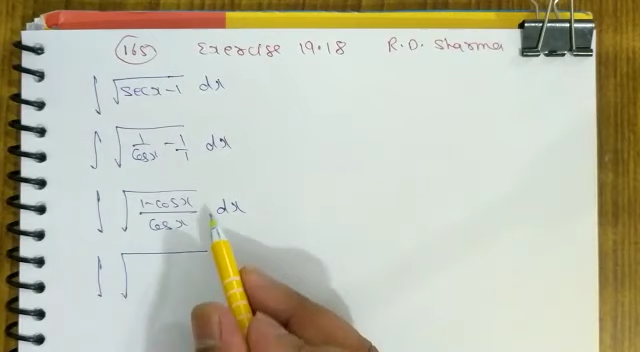 165 Exercise 19.18 R.D. Sharma
∫ √(secx-1) dx
∫ √(1/cosx - 1/1) dx
∫ √((1-cosx)/cosx) dx
∫ √